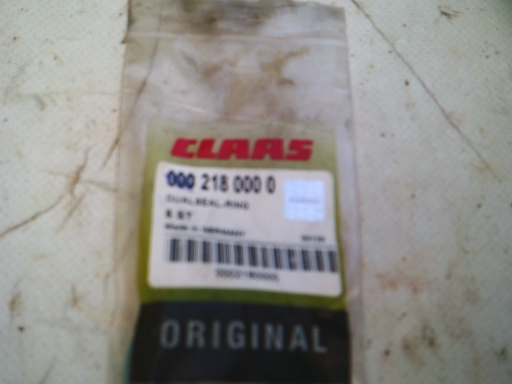 CLAAS
000 218 000 0
DUALSEAL-RING
Made in GERMANY
ORIGINAL